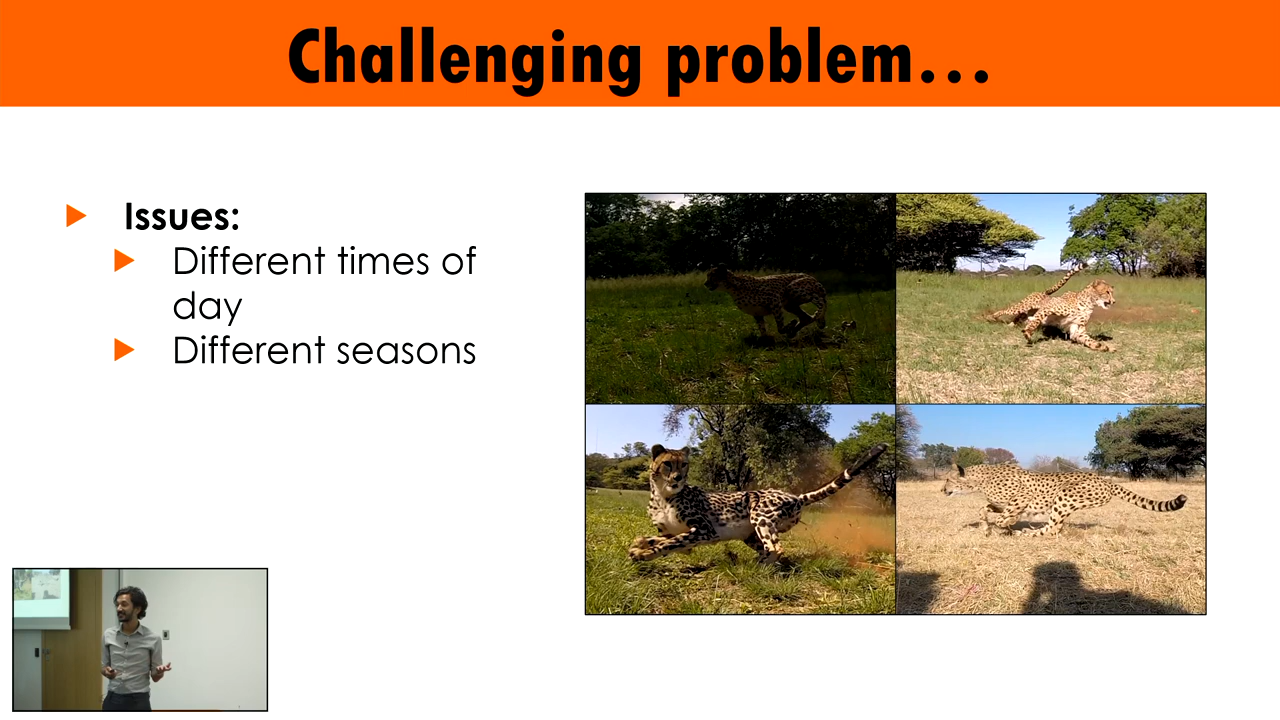 Challenging problem...
Issues:
Different times of
day
Different seasons